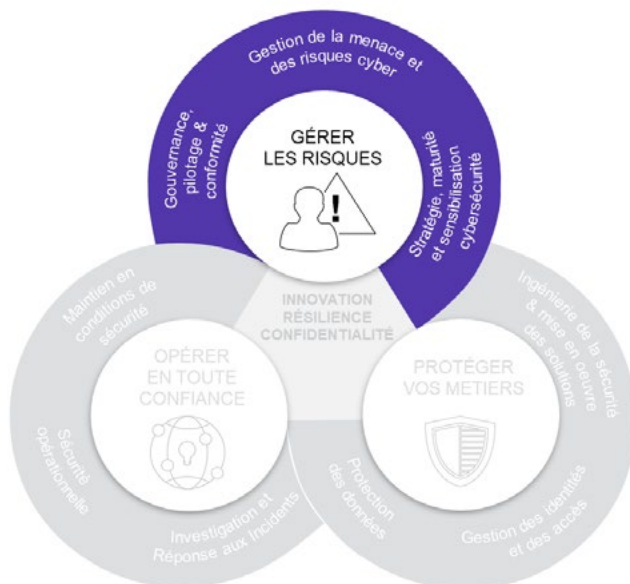 Gestion de la menace et
des risques cyber
Gouvernance,
pilotage &
conformité
GÉRER
LES RISQUES
!
Stratégie, maturité
et sensibilisation
cybersécurité
Maintien en
conditions de
sécurité
INNOVATION
RÉSILIENCE
CONFIDENTIALITÉ
Ingénierie de la sécurité
& mise en oeuvre
des solutions
OPÉRER
EN TOUTE
CONFIANCE
PROTÉGER
VOS METIERS
Sécurité
opérationnelle
Investigation et
Réponse aux Incidents
Protection
des données
Gestion des identités
et des accès